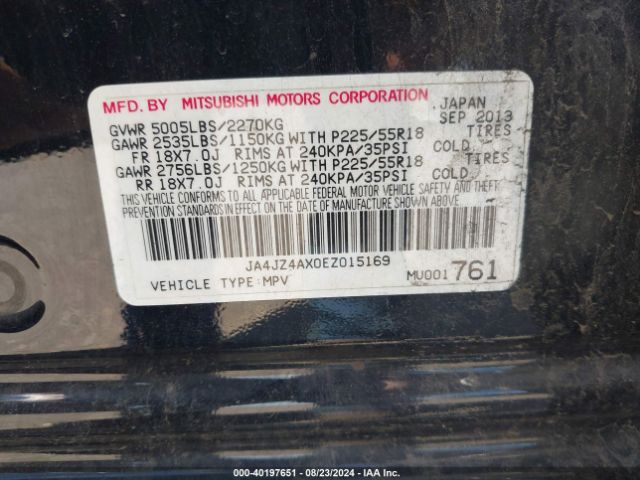 MFD. BY MITSUBISHI MOTORS CORPORATION JAPAN
GVWR 5005LBS/2270KG SEP 2013
GAWR 2535LBS/1150KG WITH P225/55R18 TIRES
FR 18X7.0J RIMS AT 240KPA/35PSI COLD
GAWR 2756LBS/1250KG WITH P225/55R18 TIRES
RR 18X7.0J RIMS AT 240KPA/35PSI COLD
THIS VEHICLE CONFORMS TO ALL APPLICABLE FEDERAL MOTOR VEHICLE SAFETY AND THEFT
PREVENTION STANDARDS IN EFFECT ON THE DATE OF MANUFACTURE SHOWN ABOVE.
JA4JZ4AX0EZ015169
VEHICLE TYPE:MPV MU001 761
000-40197651 - 08/23/2024 - IAA Inc.